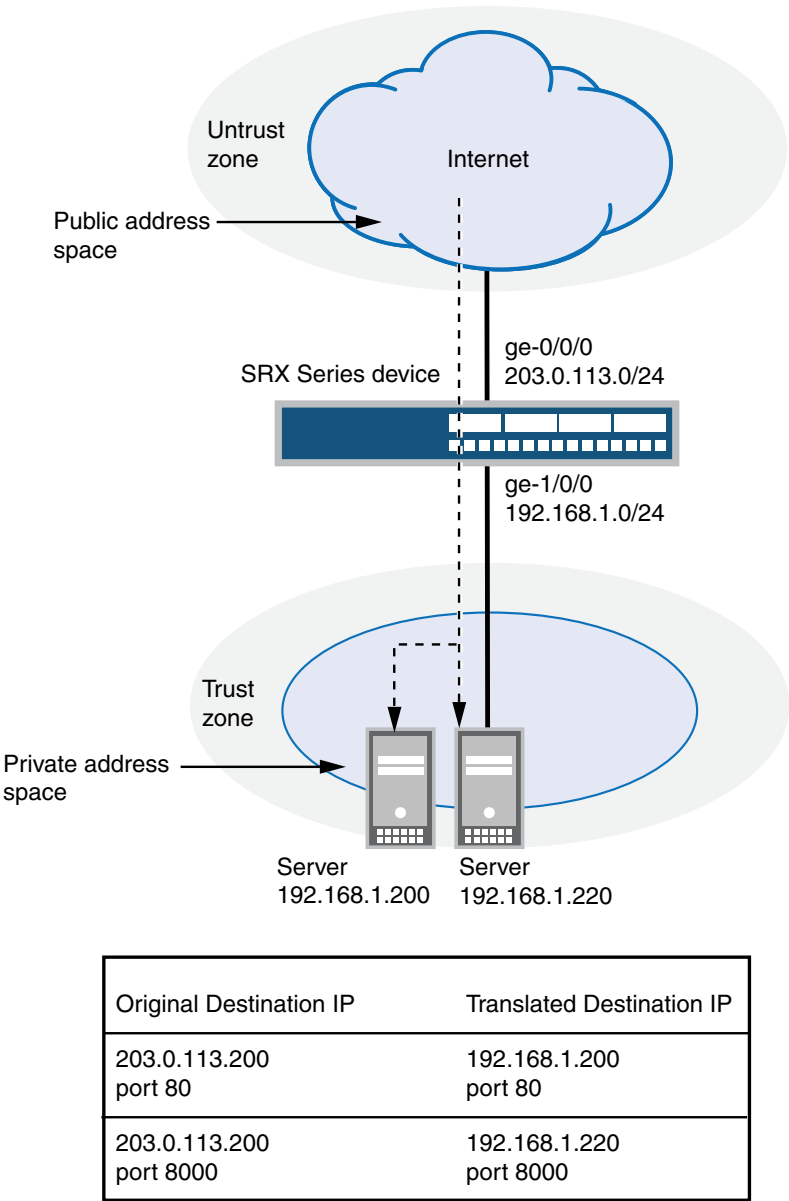 Untrust
zone
Internet
Public address
space
ge-0/0/0
203.0.113.0/24
SRX Series device
ge-1/0/0
192.168.1.0/24
Trust
zone
Private address
space
Server
192.168.1.200
Server
192.168.1.220
Original Destination IP
Translated Destination IP
203.0.113.200
port 80
192.168.1.200
port 80
203.0.113.200
port 8000
192.168.1.220
port 8000